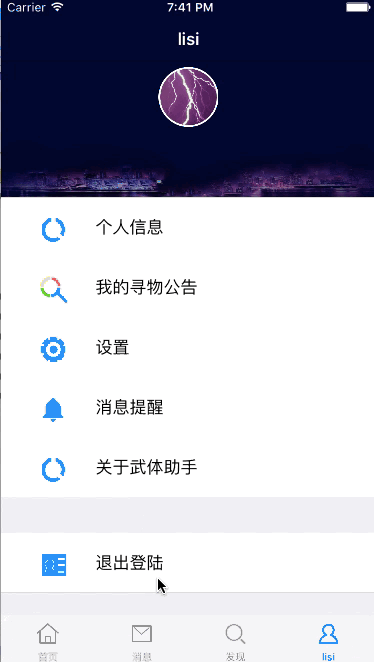 Carrier 7:41 PM
lisi
个人信息
我的寻物公告
设置
消息提醒
关于武体助手
退出登陆
首页 消息 发现 lisi